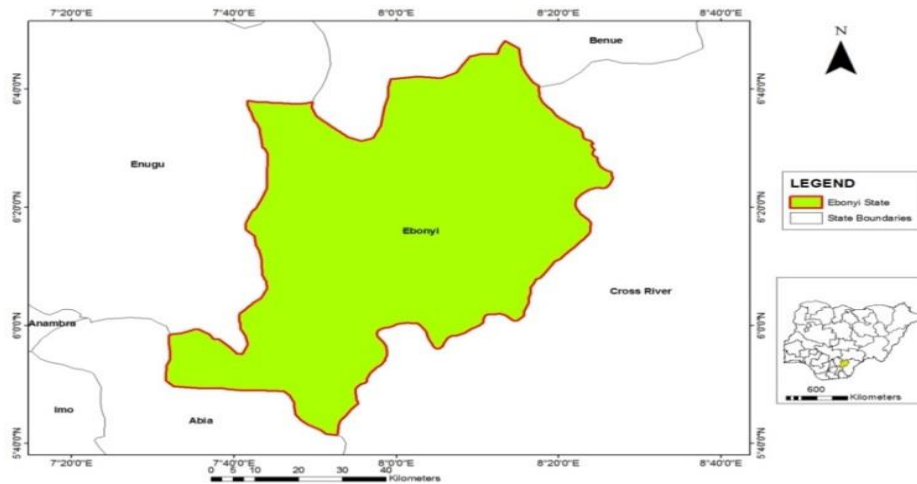 7°20'0"E 7°40'0"E 8°0'0"E 8°20'0"E 8°40'0"E
Benue
N
6°40'0"N 6°40'0"N
Enugu
LEGEND
Ebonyi State
State Boundaries
6°20'0"N 6°20'0"N
Ebonyi
Cross River
Anambra
6°0'0"N 6°0'0"N
600
Kilometers
Imo
Abia
5°40'0"N 5°40'0"N
7°20'0"E 7°40'0"E 8°0'0"E 8°20'0"E 8°40'0"E
0 5 10 20 30 40
Kilometers